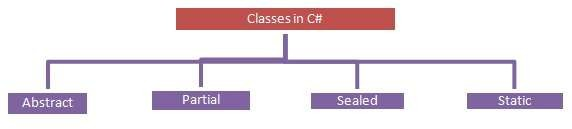 Classes in C#
Abstract
Partial
Sealed
Static